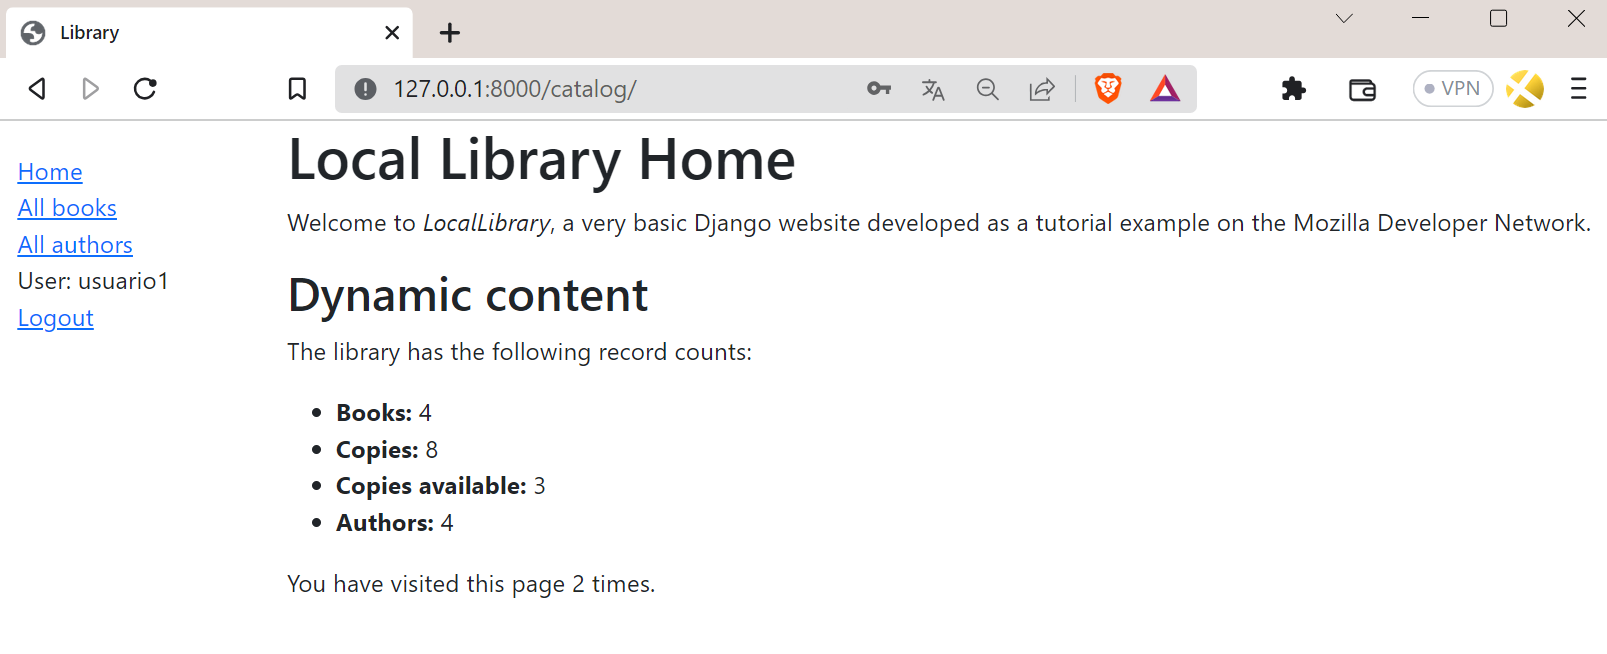 Library
127.0.0.1:8000/catalog/
VPN
Home
All books
All authors
User: usuario1
Logout
Local Library Home
Welcome to LocalLibrary, a very basic Django website developed as a tutorial example on the Mozilla Developer Network.
Dynamic content
The library has the following record counts:
• Books: 4
• Copies: 8
• Copies available: 3
• Authors: 4
You have visited this page 2 times.